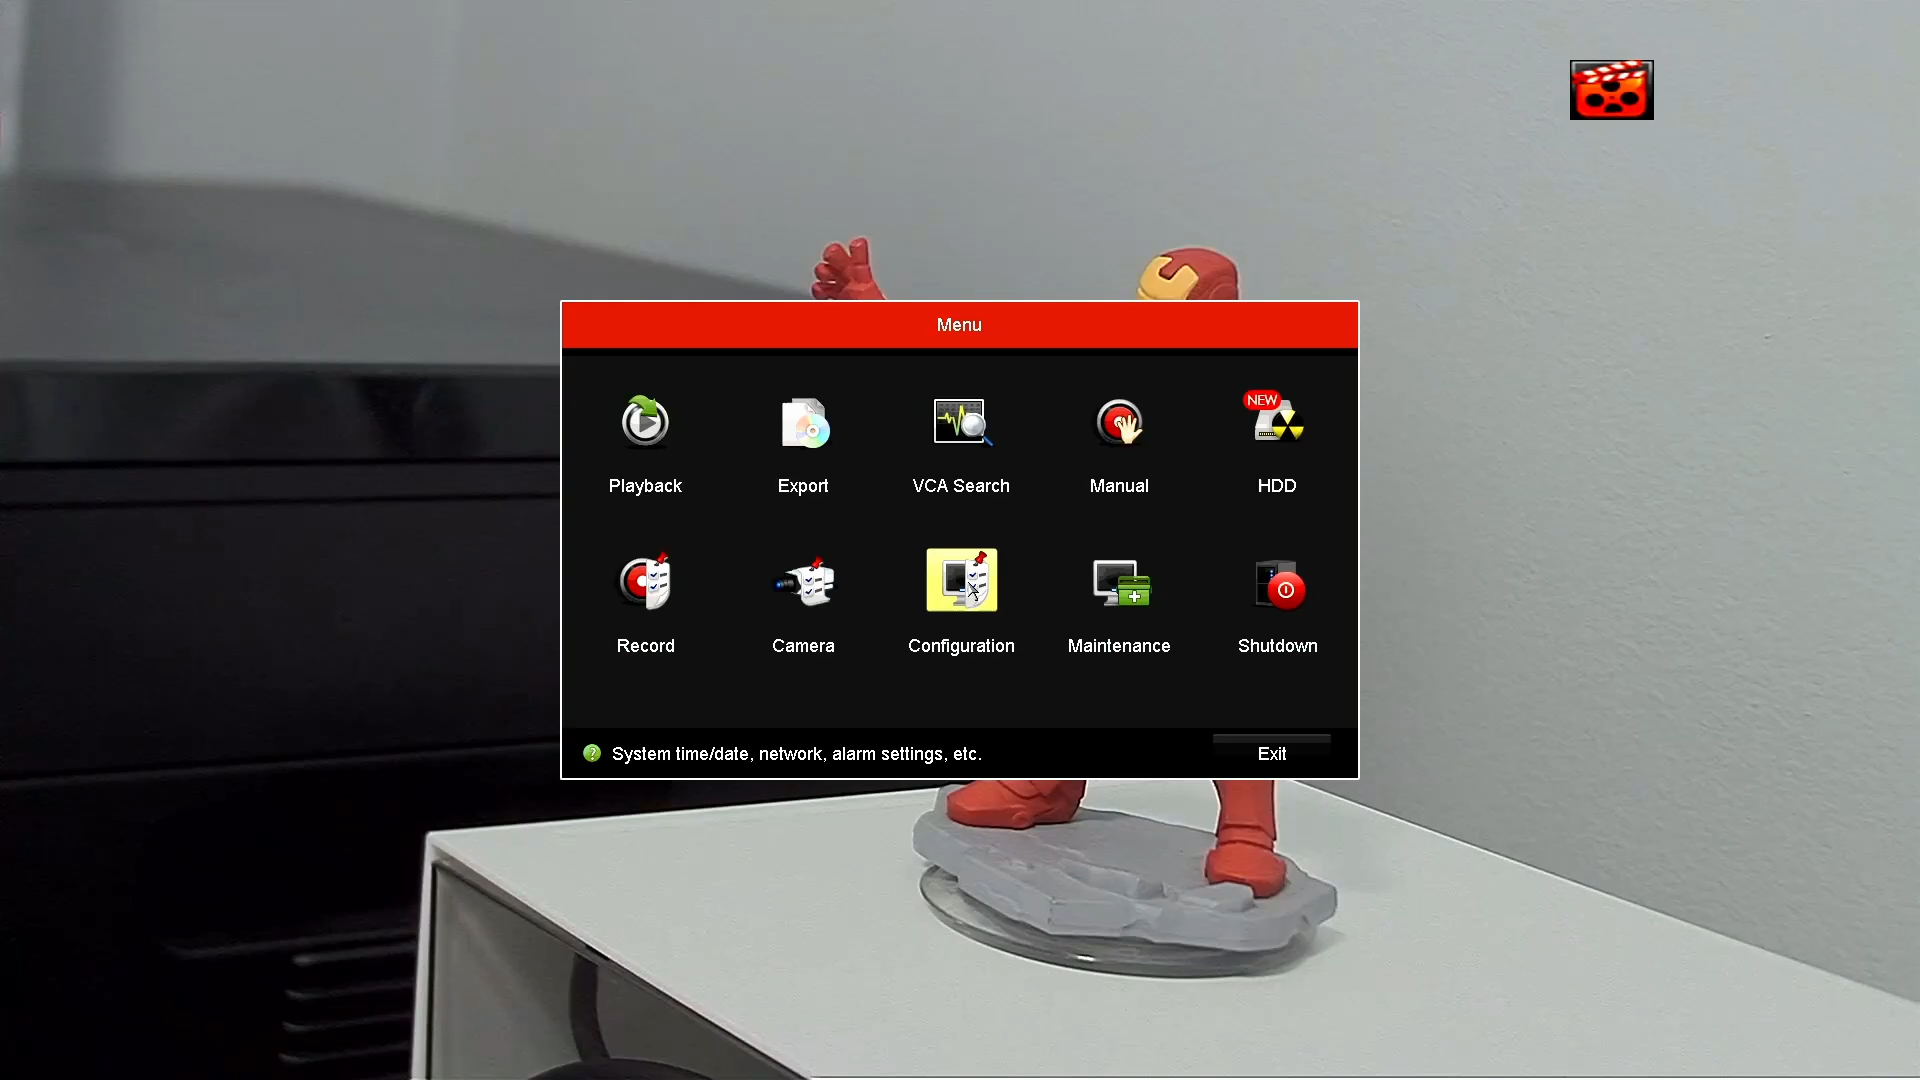 Menu
NEW
Playback Export VCA Search Manual HDD
Record Camera Configuration Maintenance Shutdown
System time/date, network, alarm settings, etc. Exit